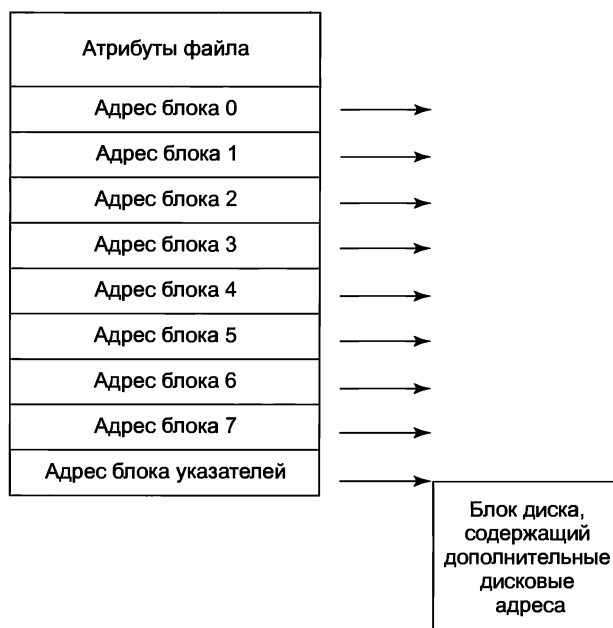 Атрибуты файла
Адрес блока 0
Адрес блока 1
Адрес блока 2
Адрес блока 3
Адрес блока 4
Адрес блока 5
Адрес блока 6
Адрес блока 7
Адрес блока указателей
Блок диска,
содержащий
дополнительные
дисковые
адреса